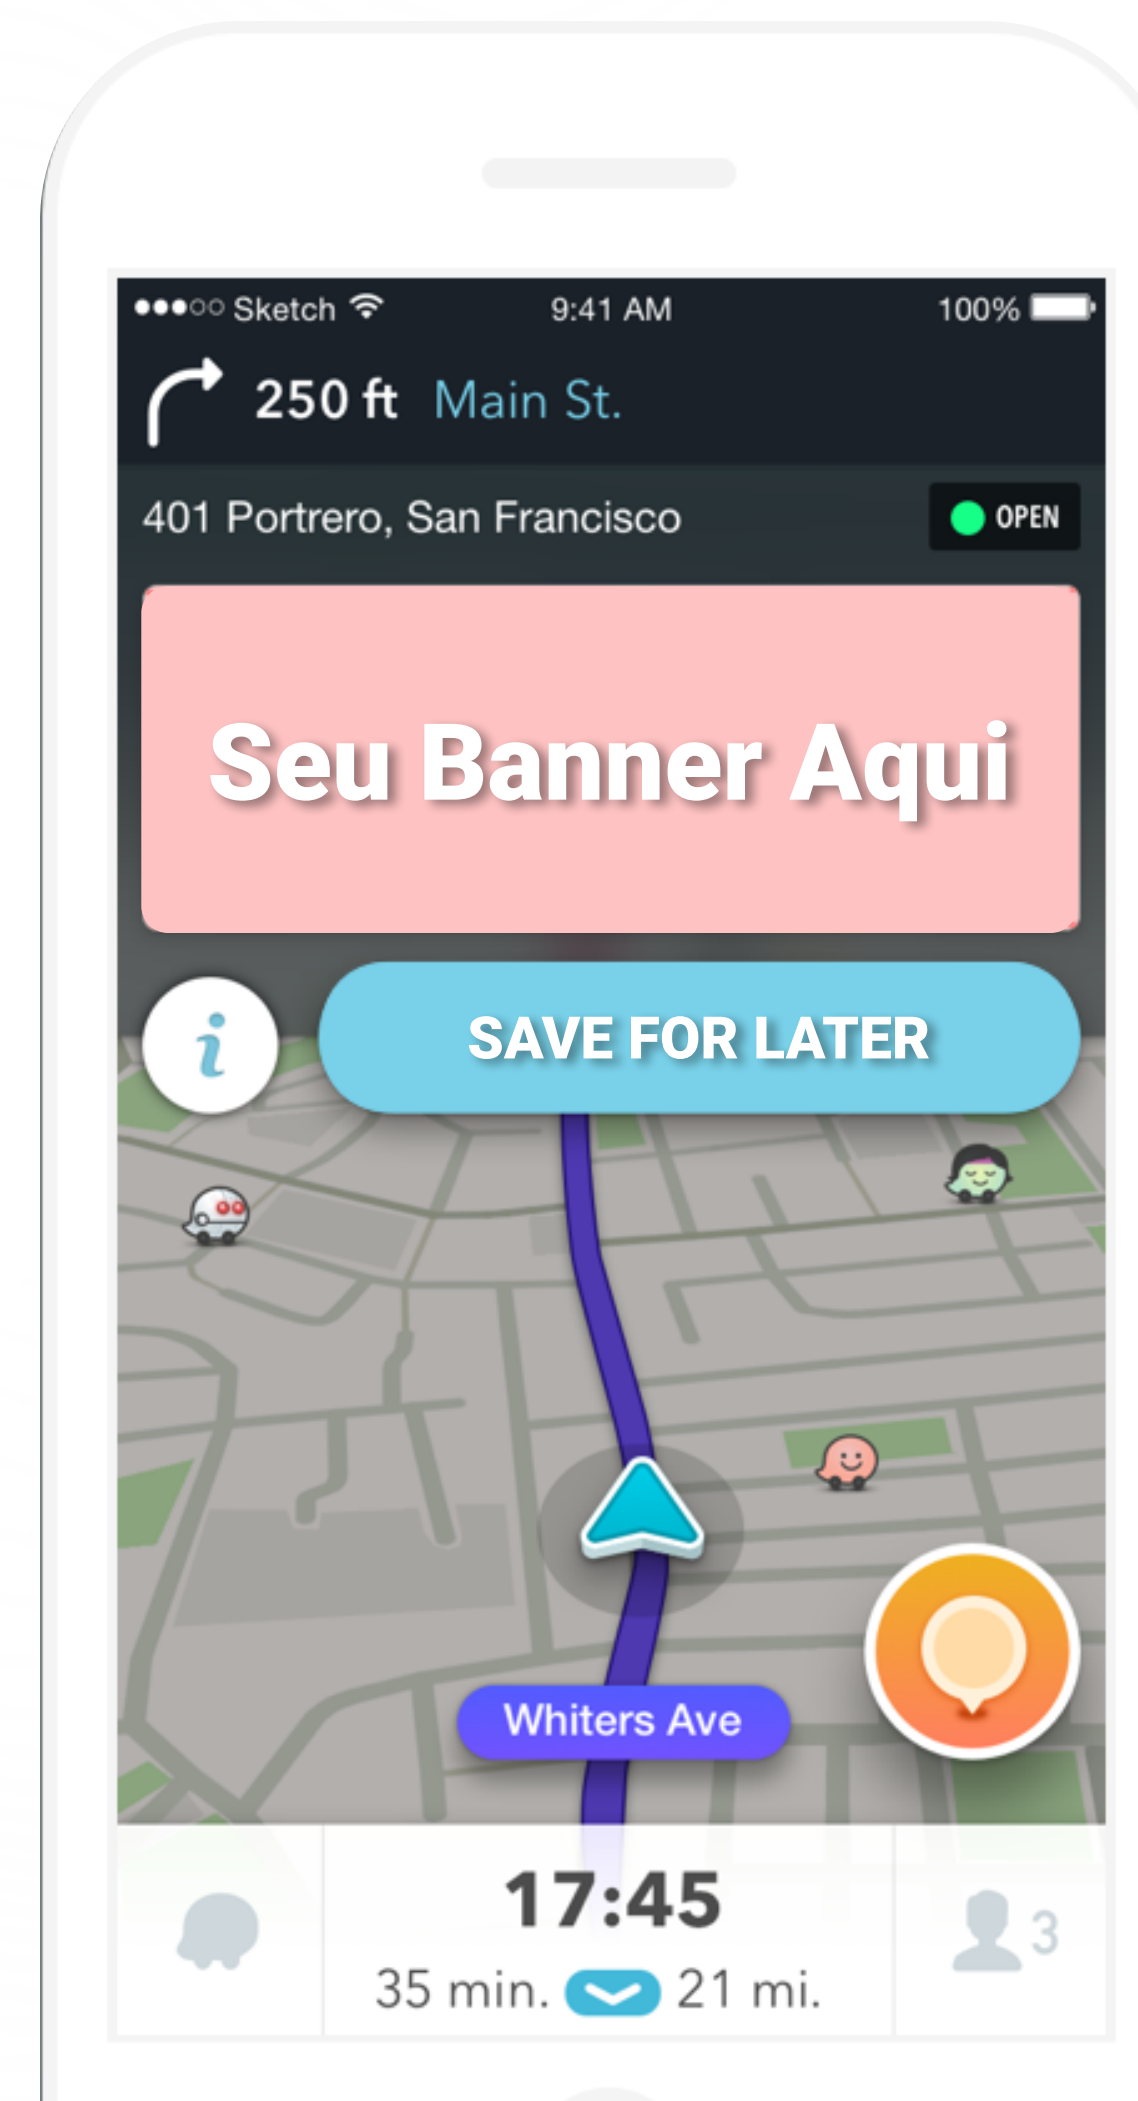 Sketch 9:41 AM 100%
250 ft Main St.
401 Portrero, San Francisco OPEN
Seu Banner Aqui
i SAVE FOR LATER
Whiters Ave
17:45
3
35 min. 21 mi.